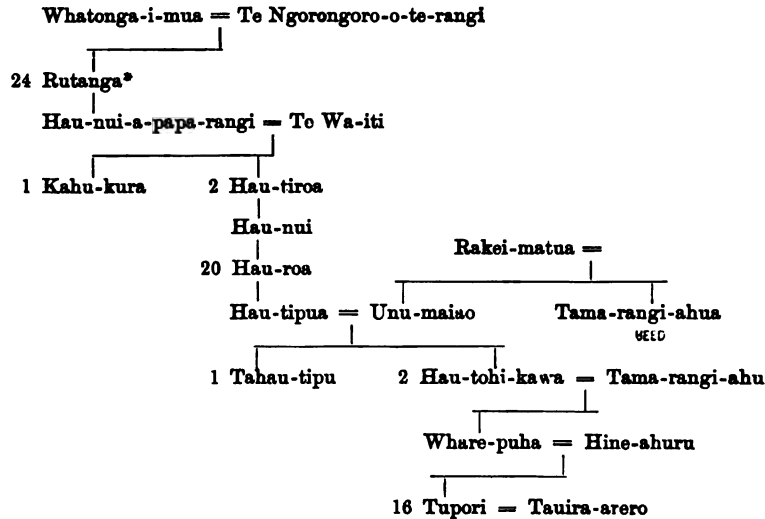 Whatonga-i-mua = Te Ngorongoro-o-te-rangi
24 Rutanga*
Hau-nui-a-papa-rangi = Te Wa-iti
1 Kahu-kura 2 Hau-tiroa
Hau-nui
Rakei-matua =
20 Hau-roa
Hau-tipua = Unu-maiao Tama-rangi-ahua
1 Tahau-tipu 2 Hau-tohi-kawa = Tama-rangi-ahu
Whare-puha = Hine-ahuru
16 Tupori = Tauira-arero